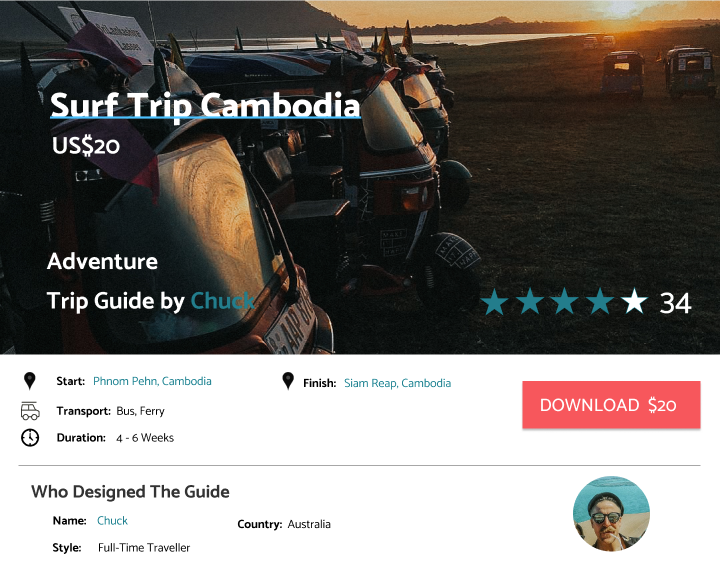 Surf Trip Cambodia
US$20
Adventure
Trip Guide by Chuck
34
Start: Phnom Pehn, Cambodia
Finish: Siam Reap, Cambodia
DOWNLOAD $20
Transport: Bus, Ferry
Duration: 4 - 6 Weeks
Who Designed The Guide
Name: Chuck
Country: Australia
Style: Full-Time Traveller